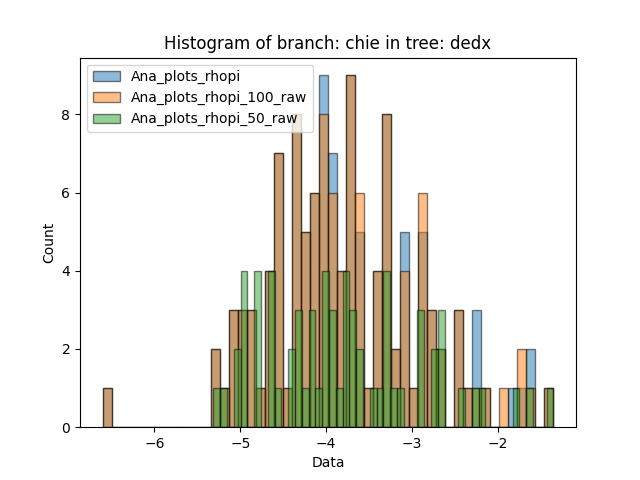 Histogram of branch: chie in tree: dedx
Ana_plots_rhopi
Ana_plots_rhopi_100_raw
Ana_plots_rhopi_50_raw
Count
8
6
4
2
0
−6
−5
−4
−3
−2
Data